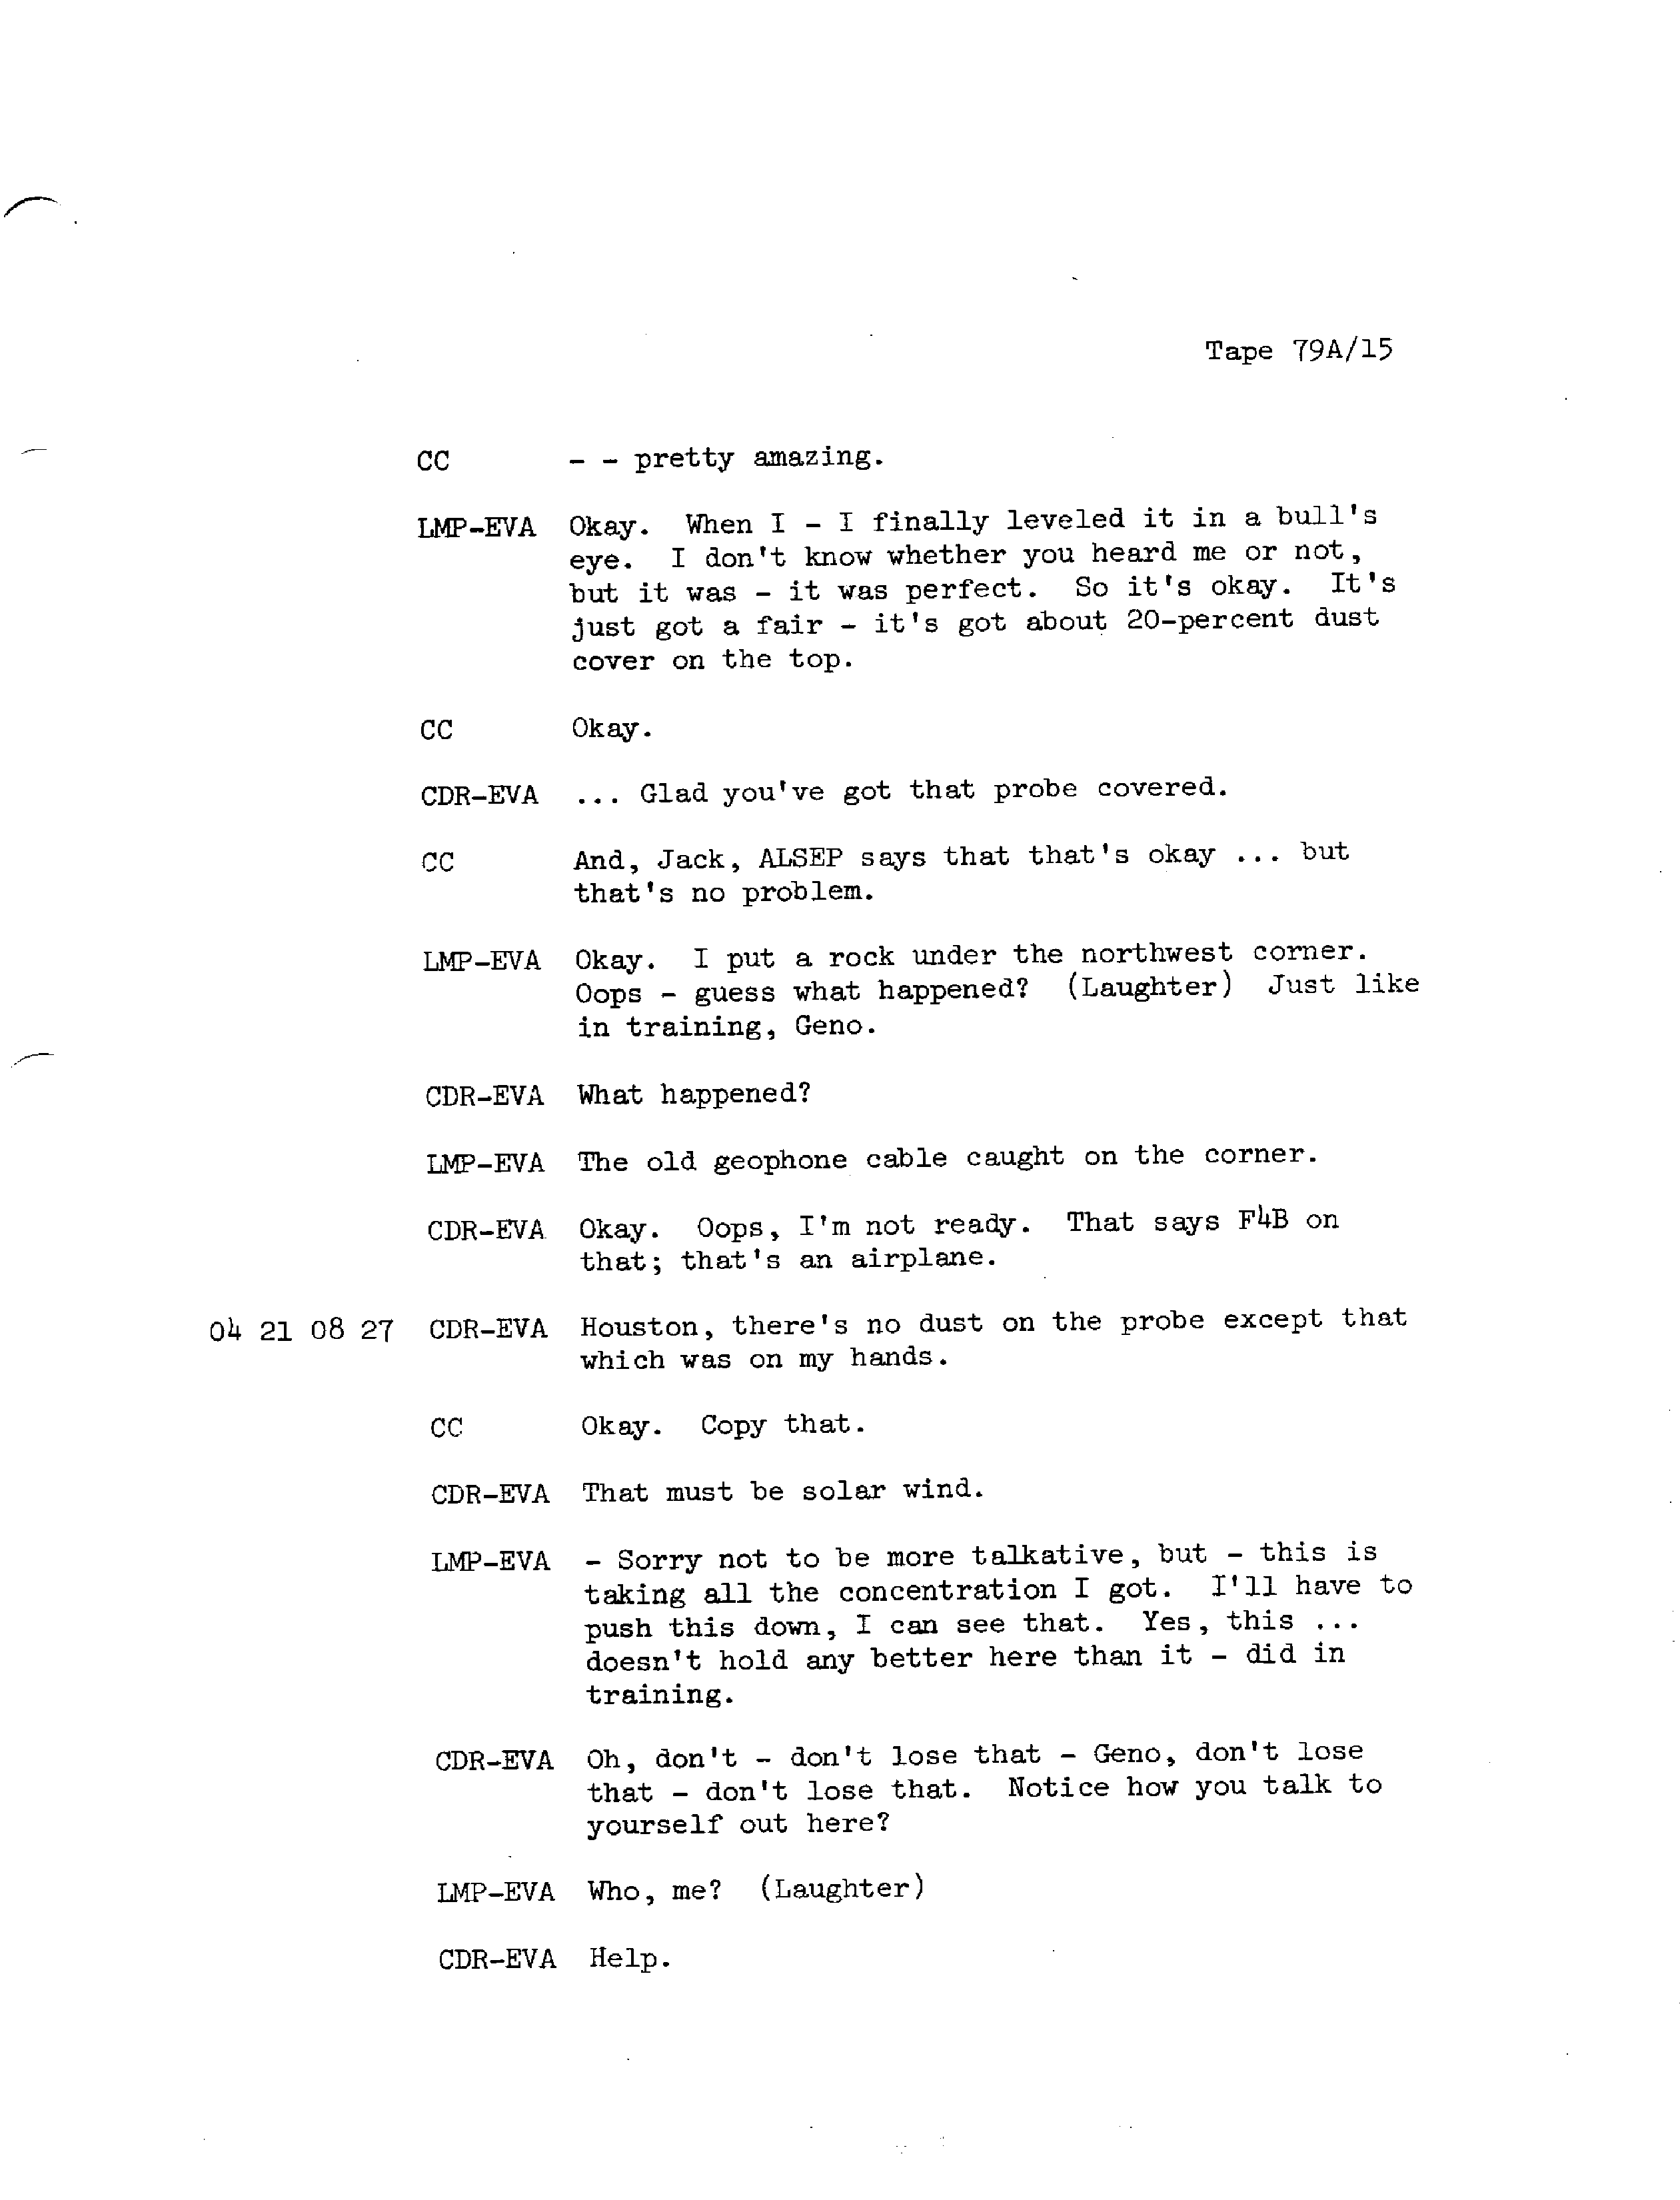 Tape 79A/15
CC - - pretty amazing.
LMP-EVA Okay. When I - I finally leveled it in a bull's
eye. I don't know whether you heard me or not,
but it was - it was perfect. So it's okay. It's
just got a fair - it's got about 20-percent dust
cover on the top.
CC Okay.
CDR-EVA ... Glad you've got that probe covered.
CC And, Jack, ALSEP says that that's okay ... but
that's no problem.
LMP-EVA Okay. I put a rock under the northwest corner.
Oops - guess what happened? (Laughter) Just like
in training, Geno.
CDR-EVA What happened?
LMP-EVA The old geophone cable caught on the corner.
CDR-EVA Okay. Oops, I'm not ready. That says F4B on
that; that's an airplane.
04 21 08 27 CDR-EVA Houston, there's no dust on the probe except that
which was on my hands.
CC Okay. Copy that.
CDR-EVA That must be solar wind.
LMP-EVA - Sorry not to be more talkative, but - this is
taking all the concentration I got. I'll have to
push this down, I can see that. Yes, this ...
doesn't hold any better here than it - did in
training.
CDR-EVA Oh, don't - don't lose that - Geno, don't lose
that - don't lose that. Notice how you talk to
yourself out here?
LMP-EVA Who, me? (Laughter)
CDR-EVA Help.